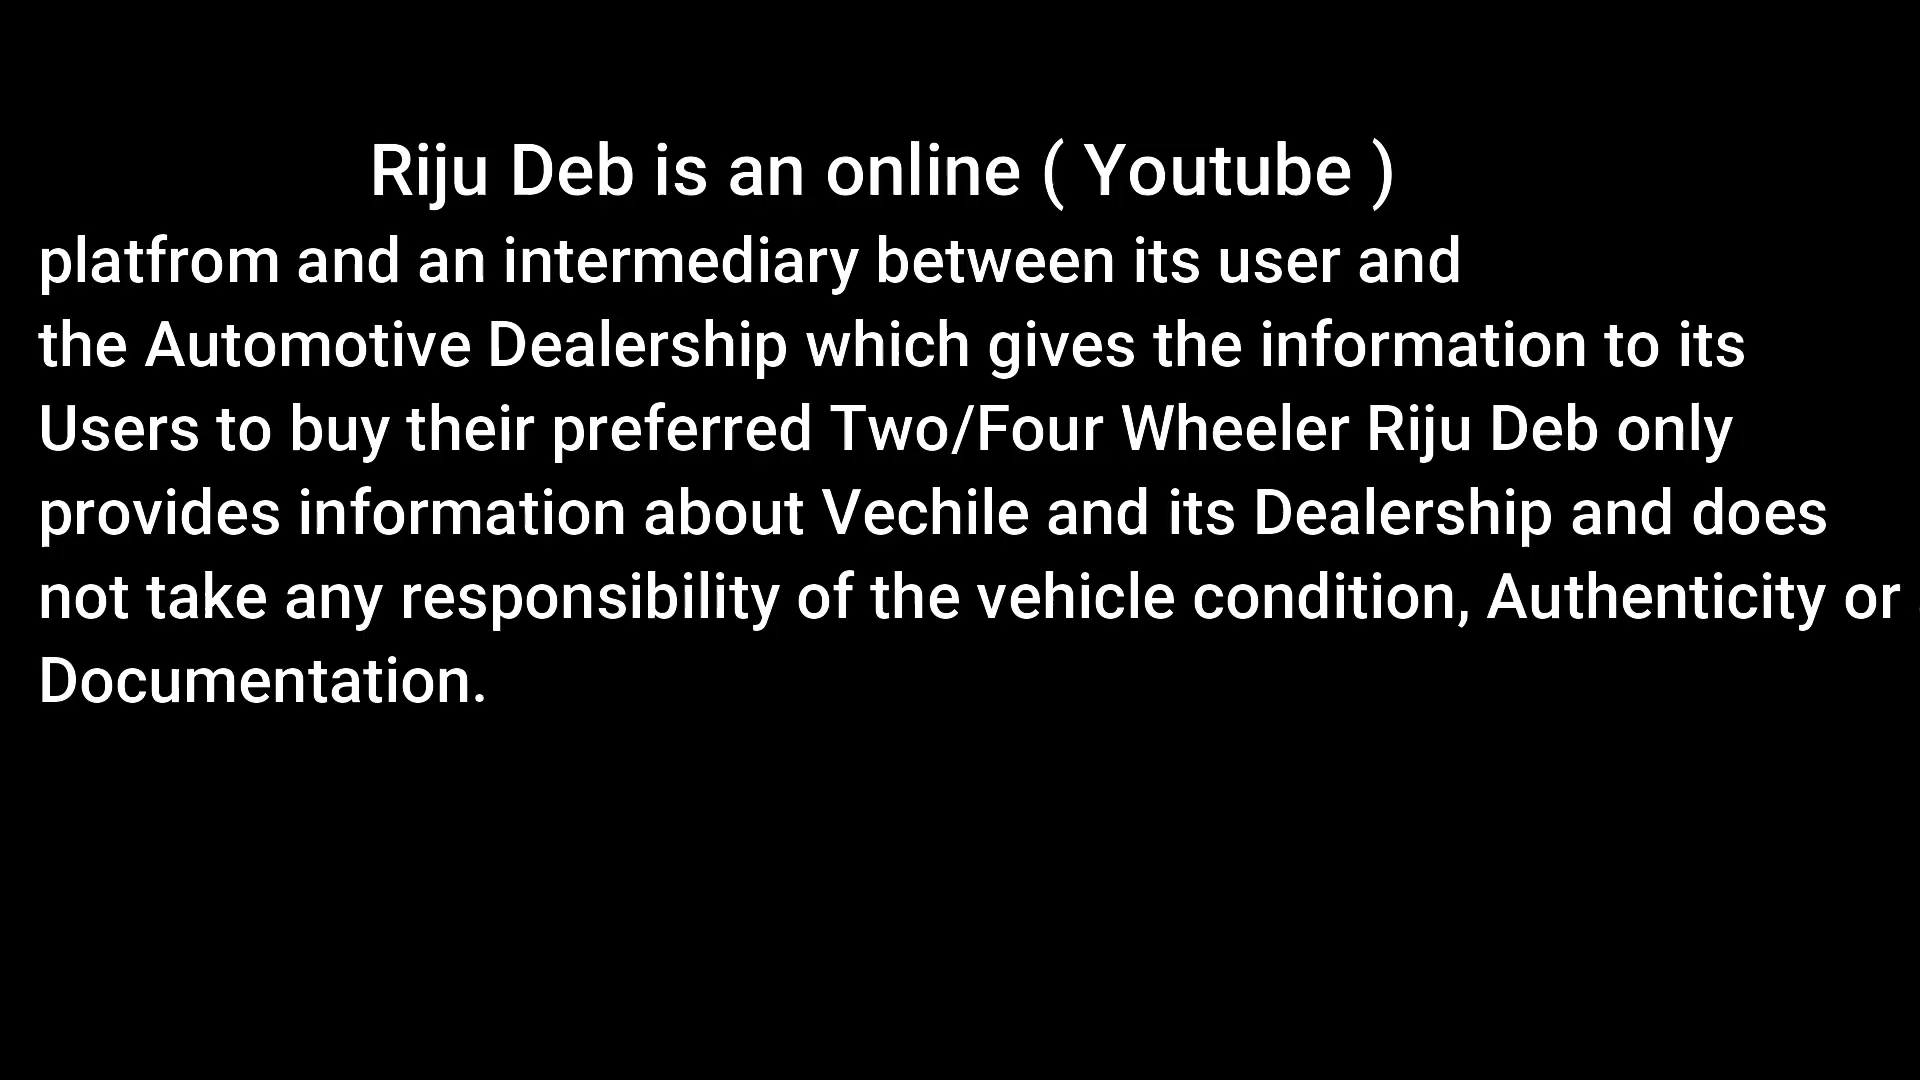 Riju Deb is an online ( Youtube )
platfrom and an intermediary between its user and
the Automotive Dealership which gives the information to its
Users to buy their preferred Two/Four Wheeler Riju Deb only
provides information about Vechile and its Dealership and does
not take any responsibility of the vehicle condition, Authenticity or
Documentation.